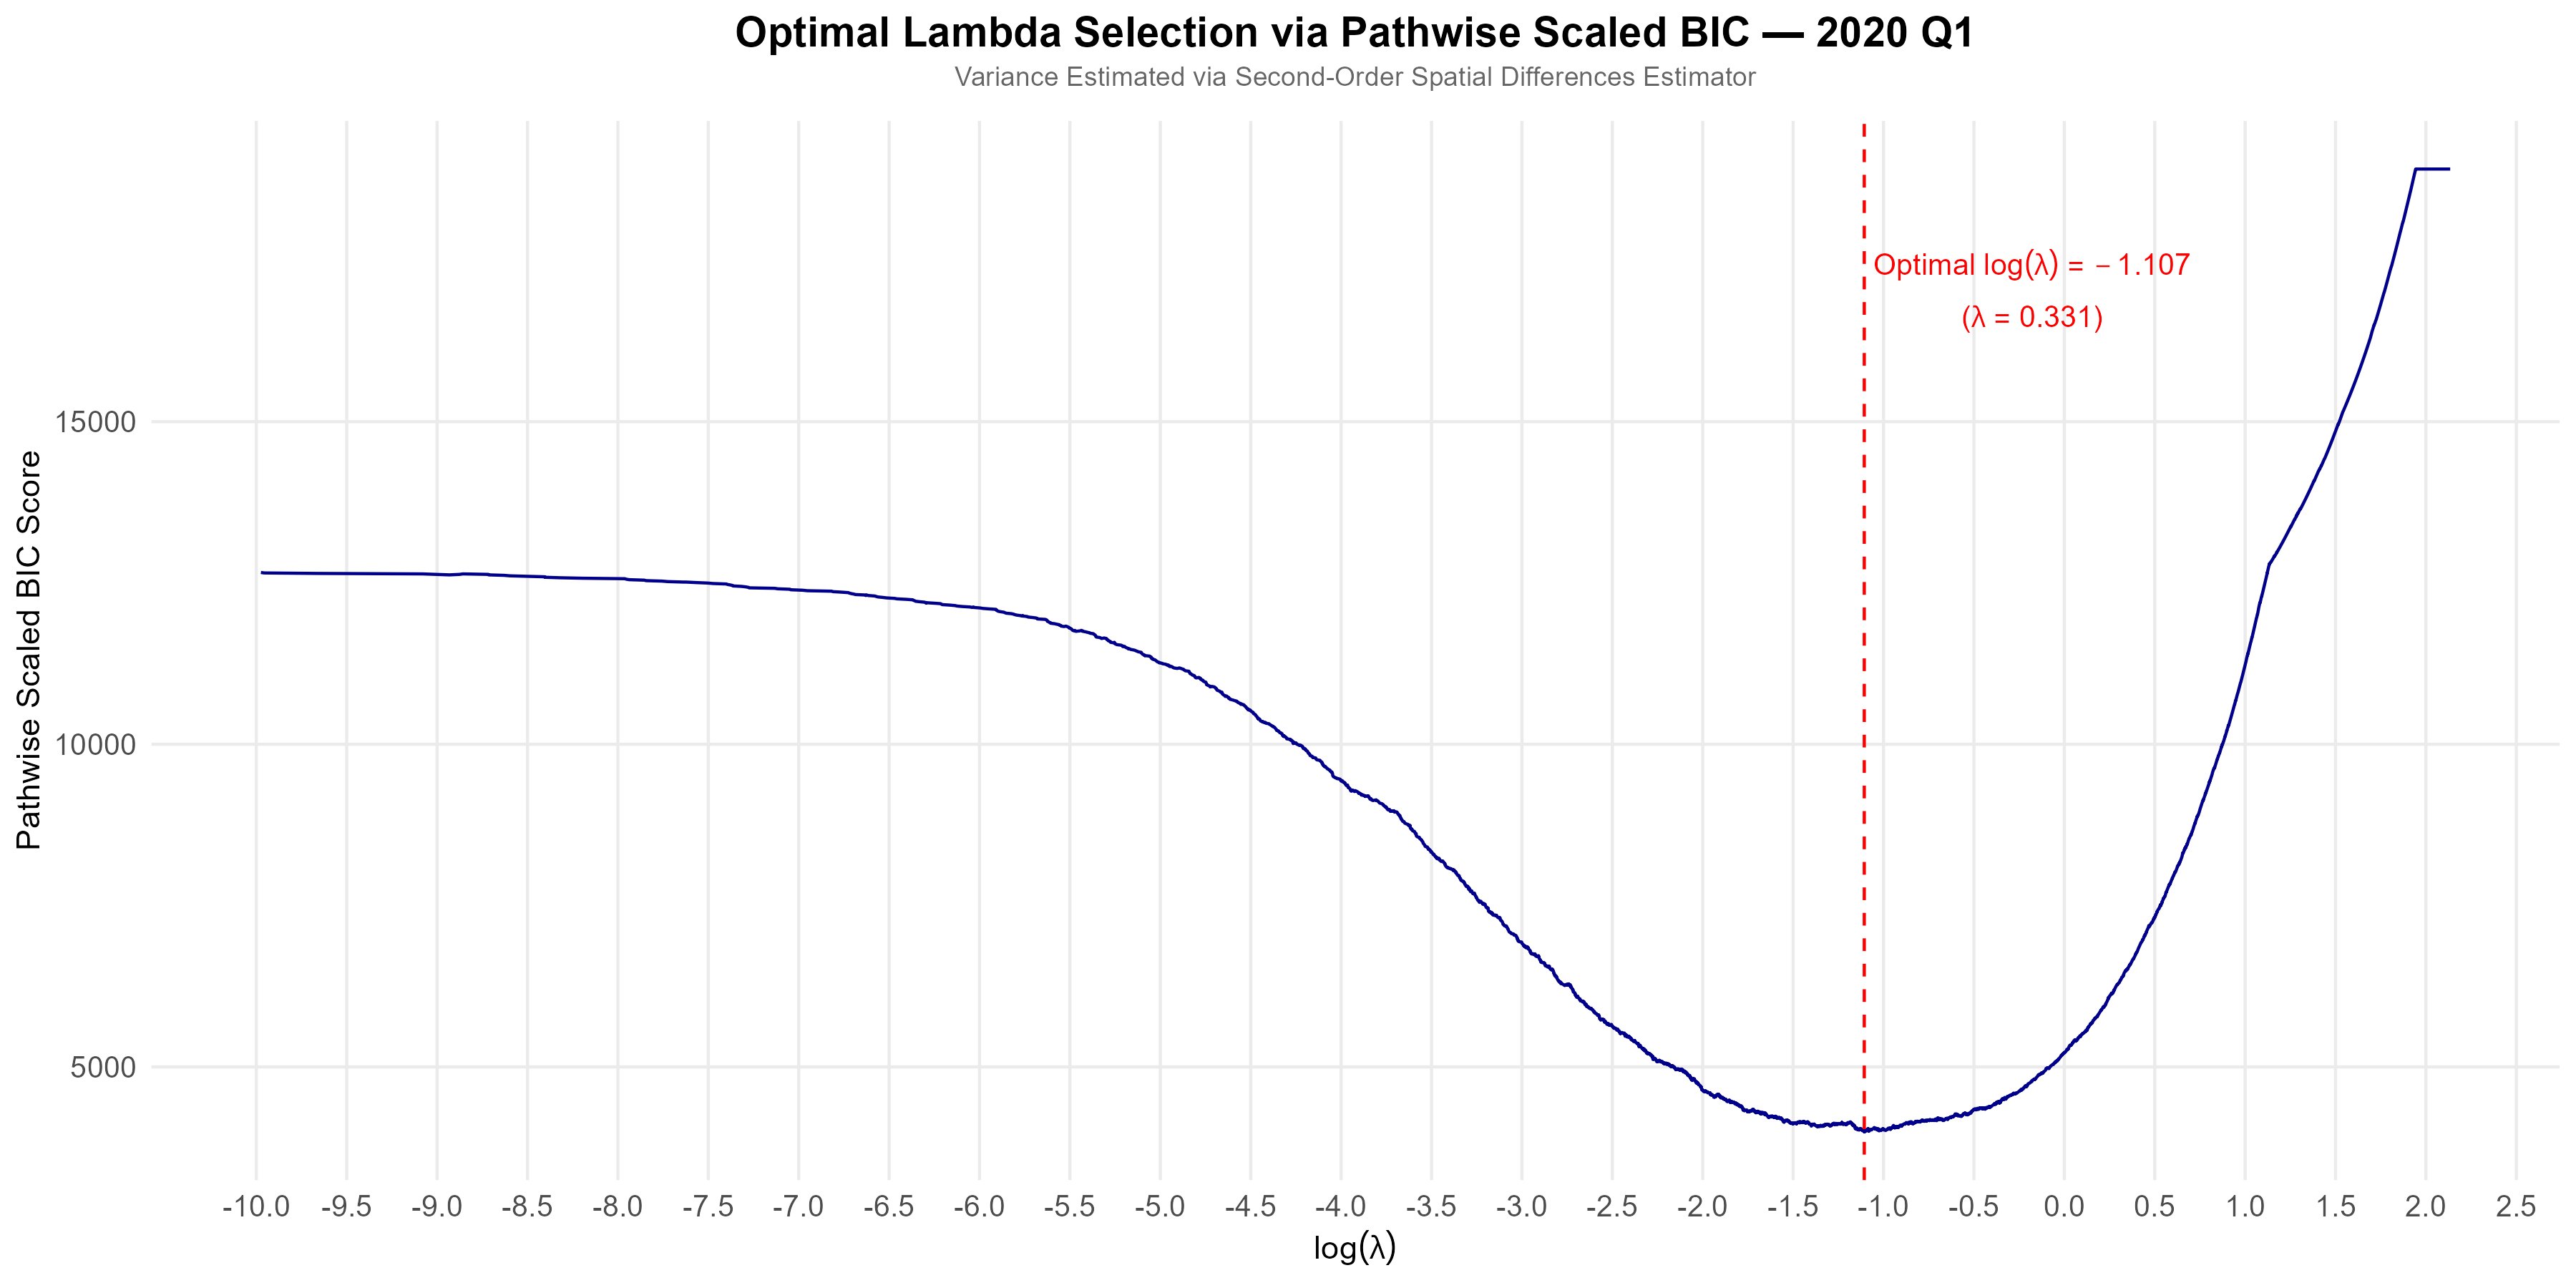 Optimal Lambda Selection via Pathwise Scaled BIC — 2020 Q1
Variance Estimated via Second-Order Spatial Differences Estimator
Optimal log(λ) = − 1.107
(λ = 0.331)
Pathwise Scaled BIC Score
15000
10000
5000
-10.0 -9.5 -9.0 -8.5 -8.0 -7.5 -7.0 -6.5 -6.0 -5.5 -5.0 -4.5 -4.0 -3.5 -3.0 -2.5 -2.0 -1.5 -1.0 -0.5 0.0 0.5 1.0 1.5 2.0 2.5
log(λ)